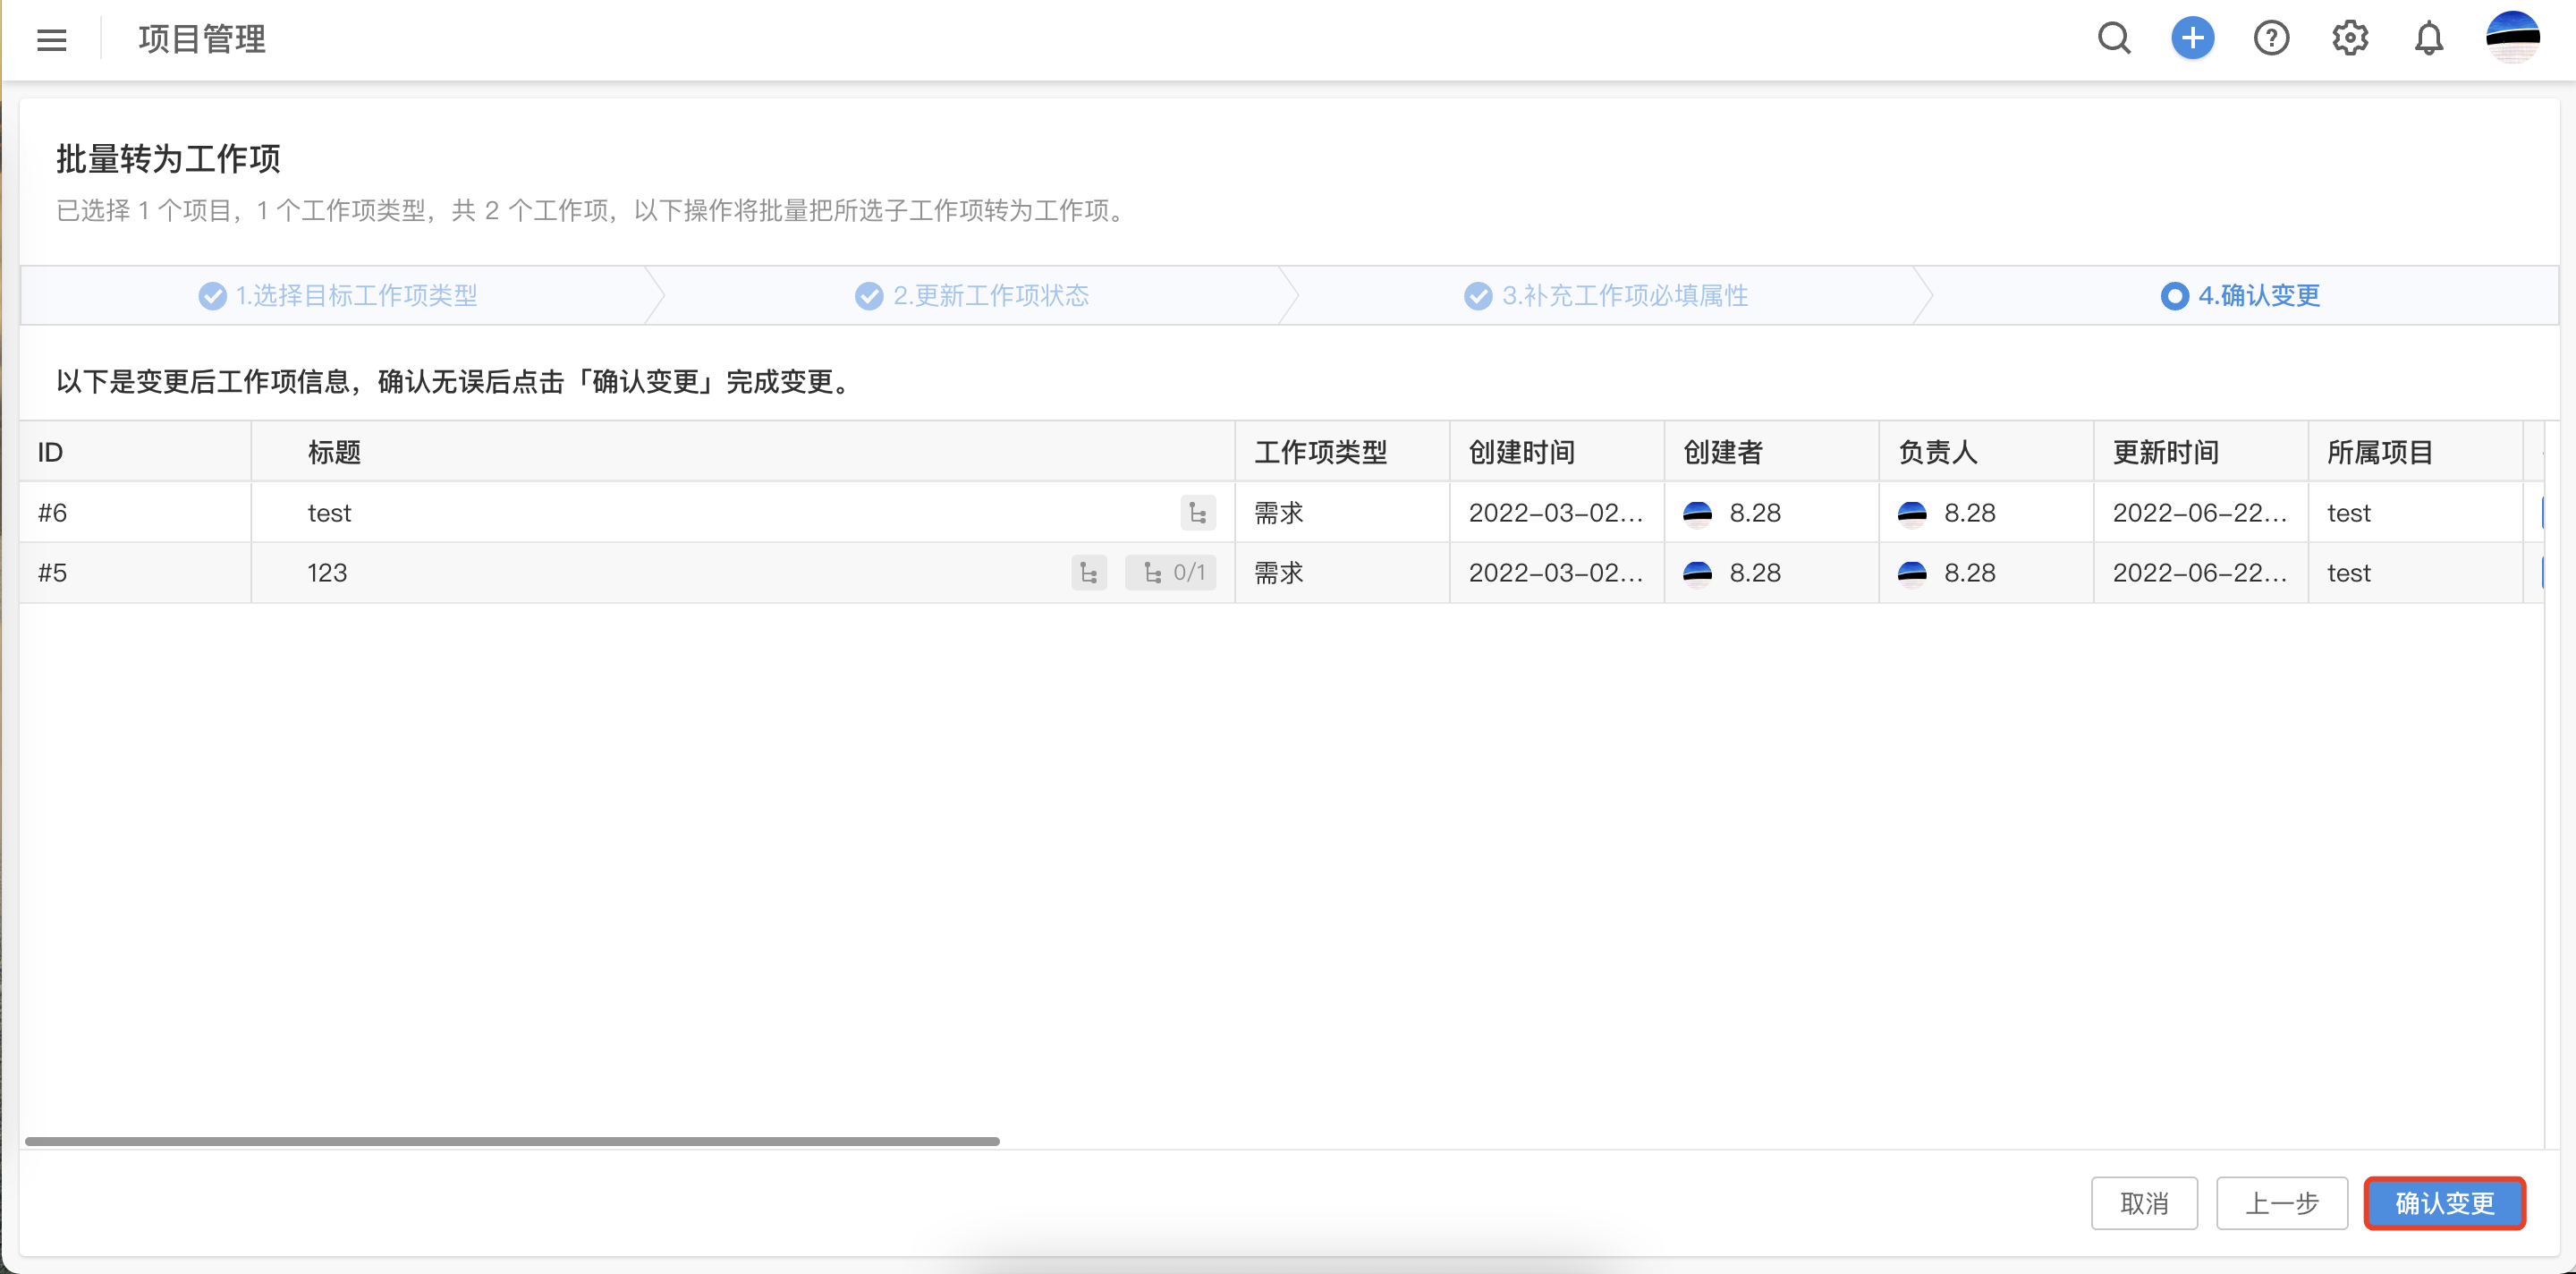 项目管理
批量转为工作项
已选择 1 个项目，1 个工作项类型，共 2 个工作项，以下操作将批量把所选子工作项转为工作项。
1.选择目标工作项类型 2.更新工作项状态 3.补充工作项必填属性 4.确认变更
以下是变更后工作项信息，确认无误后点击「确认变更」完成变更。
ID 标题 工作项类型 创建时间 创建者 负责人 更新时间 所属项目
#6 test 需求 2022-03-02... 8.28 8.28 2022-06-22... test
#5 123 0/1 需求 2022-03-02... 8.28 8.28 2022-06-22... test
取消 上一步 确认变更